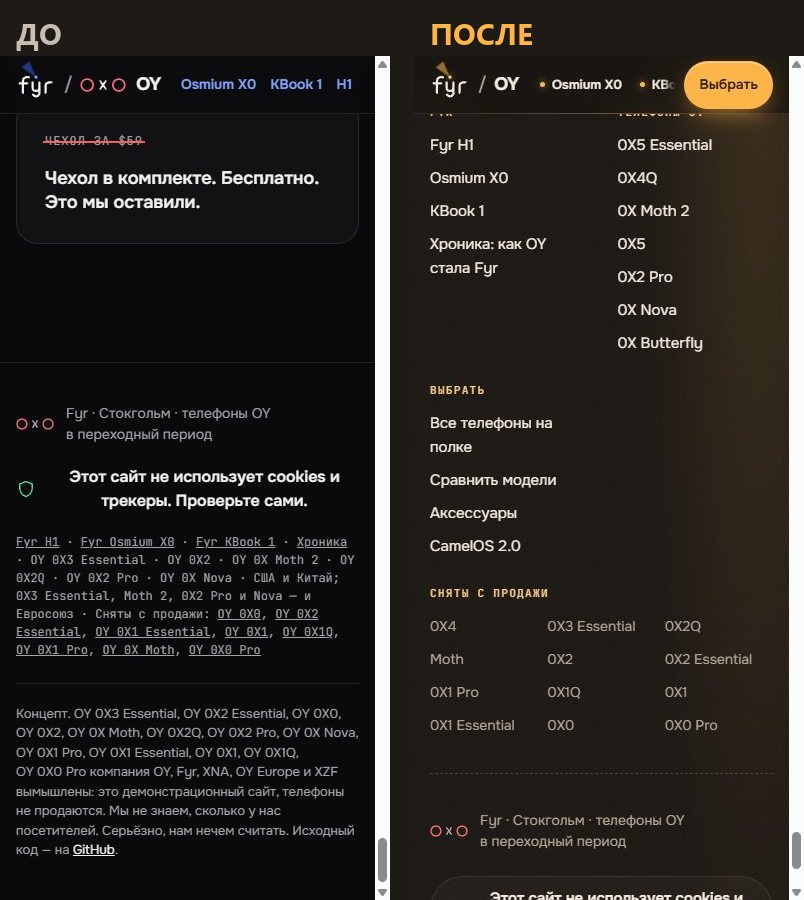 ДО
fyr / O x O OY Osmium X0 KBook 1 H1
ЧЕХОЛ ЗА $59
Чехол в комплекте. Бесплатно.
Это мы оставили.
O x O
Fyr · Стокгольм · телефоны OY
в переходный период
Этот сайт не использует cookies и
трекеры. Проверьте сами.
Fyr H1 · Fyr Osmium X0 · Fyr KBook 1 · Хроника
· OY 0X3 Essential · OY 0X2 · OY 0X Moth 2 · OY
0X2Q · OY 0X2 Pro · OY 0X Nova · США и Китай;
0X3 Essential, Moth 2, 0X2 Pro и Nova — и
Евросоюз · Сняты с продажи: OY 0X0, OY 0X2
Essential, OY 0X1 Essential, OY 0X1, OY 0X1Q,
OY 0X1 Pro, OY 0X Moth, OY 0X0 Pro
Концепт. OY 0X3 Essential, OY 0X2 Essential, OY 0X0,
OY 0X2, OY 0X Moth, OY 0X2Q, OY 0X2 Pro, OY 0X Nova,
OY 0X1 Pro, OY 0X1 Essential, OY 0X1, OY 0X1Q,
OY 0X0 Pro компания OY, Fyr, XNA, OY Europe и XZF
вымышлены: это демонстрационный сайт, телефоны
не продаются. Мы не знаем, сколько у нас
посетителей. Серьёзно, нам нечем считать. Исходный
код — на GitHub.
ПОСЛЕ
fyr / OY • Osmium X0 • KBo Выбрать
Fyr H1
Osmium X0
KBook 1
Хроника: как OY
стала Fyr
0X5 Essential
0X4Q
0X Moth 2
0X5
0X2 Pro
0X Nova
0X Butterfly
ВЫБРАТЬ
Все телефоны на
полке
Сравнить модели
Аксессуары
CamelOS 2.0
СНЯТЫ С ПРОДАЖИ
0X4 0X3 Essential 0X2Q
Moth 0X2 0X2 Essential
0X1 Pro 0X1Q 0X1
0X1 Essential 0X0 0X0 Pro
O x O
Fyr · Стокгольм · телефоны OY
в переходный период
Этот сайт не использует cookies и